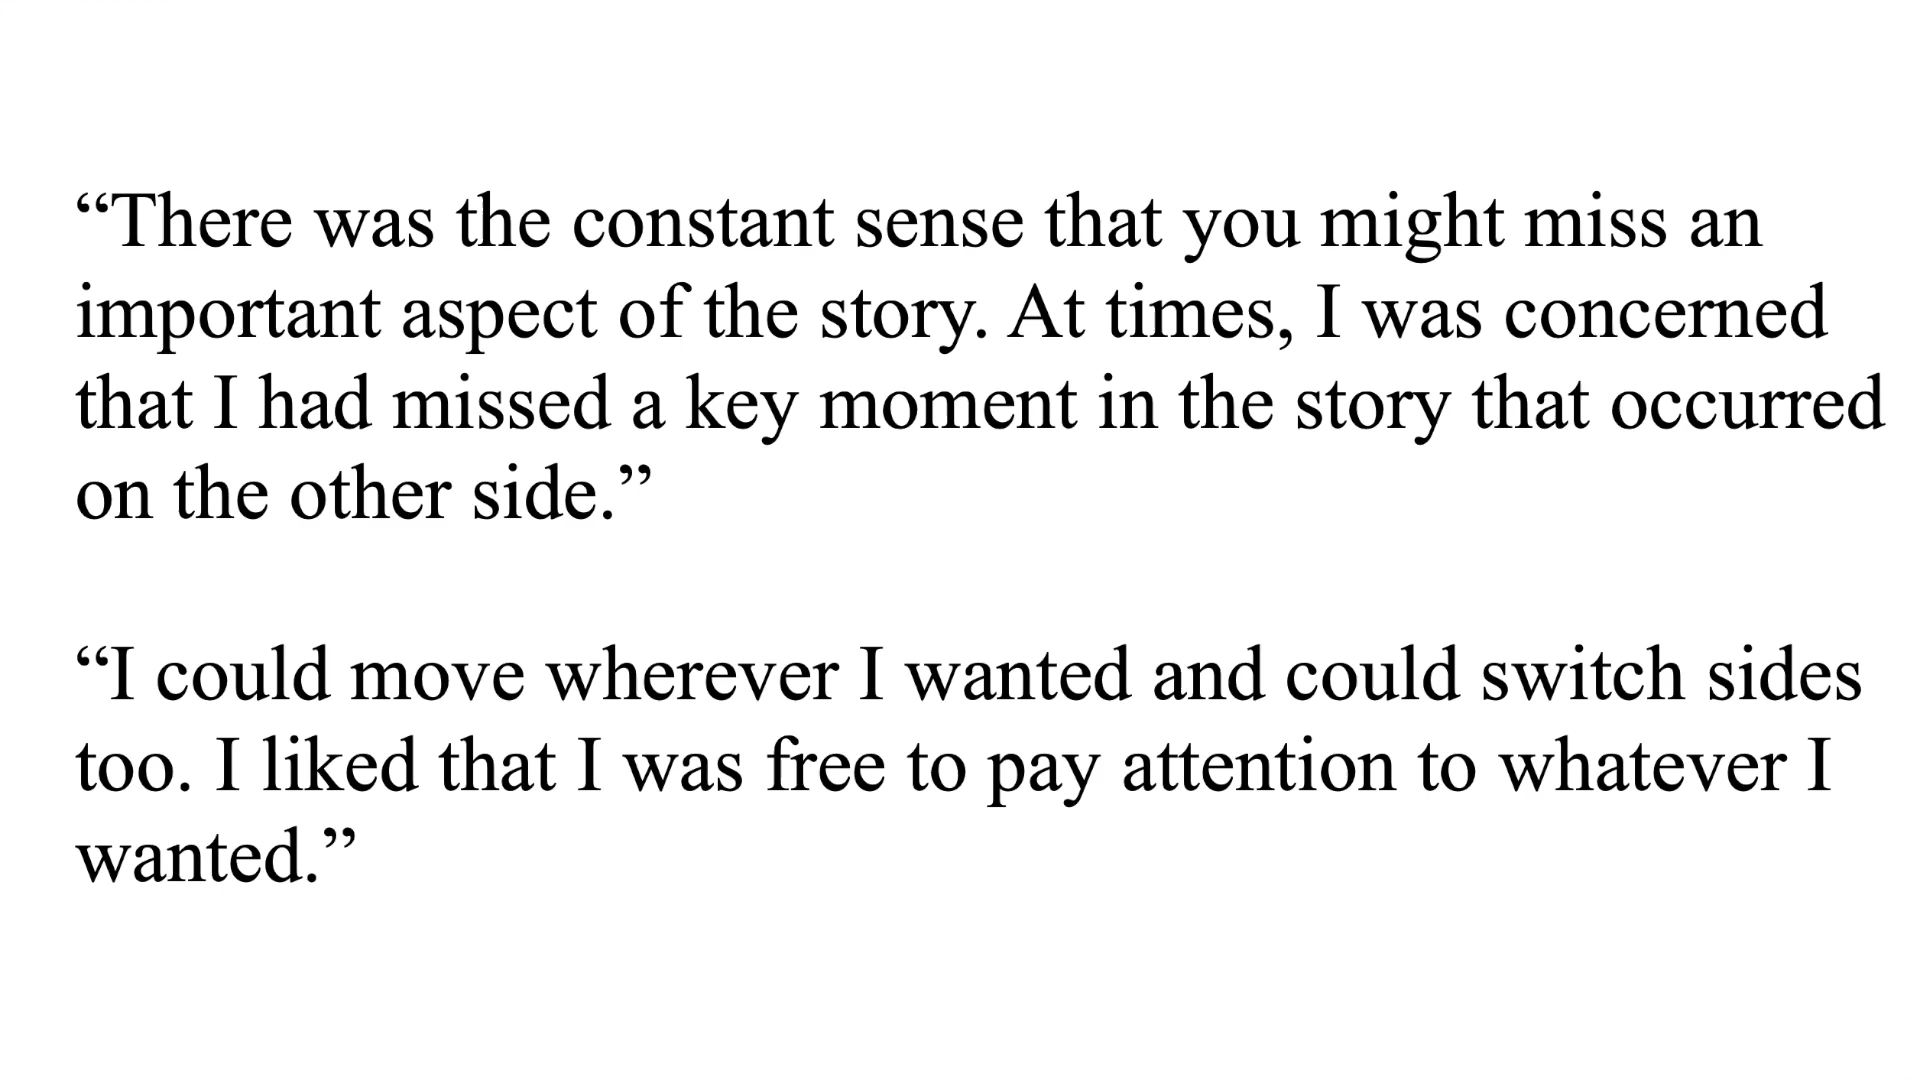 “There was the constant sense that you might miss an
important aspect of the story. At times, I was concerned
that I had missed a key moment in the story that occurred
on the other side.”
“I could move wherever I wanted and could switch sides
too. I liked that I was free to pay attention to whatever I
wanted.”